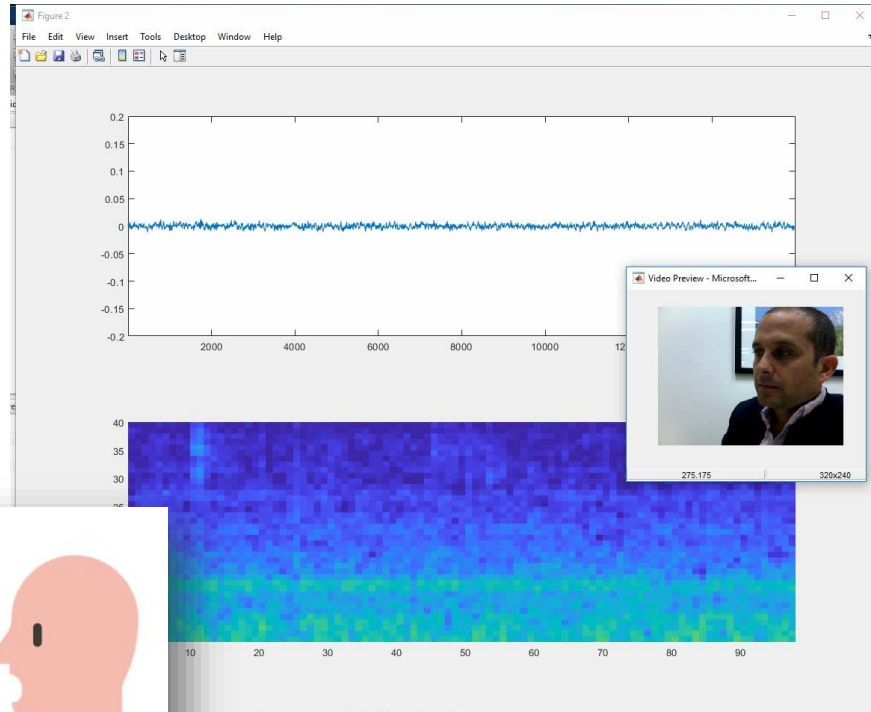 Figure 2
File Edit View Insert Tools Desktop Window Help
0.2
0.15
0.1
0.05
0
-0.05
-0.1
-0.15
-0.2
2000 4000 6000 8000 10000 12
Video Preview - Microsoft...
275.175 320x240
40
35
30
25
10 20 30 40 50 60 70 80 90